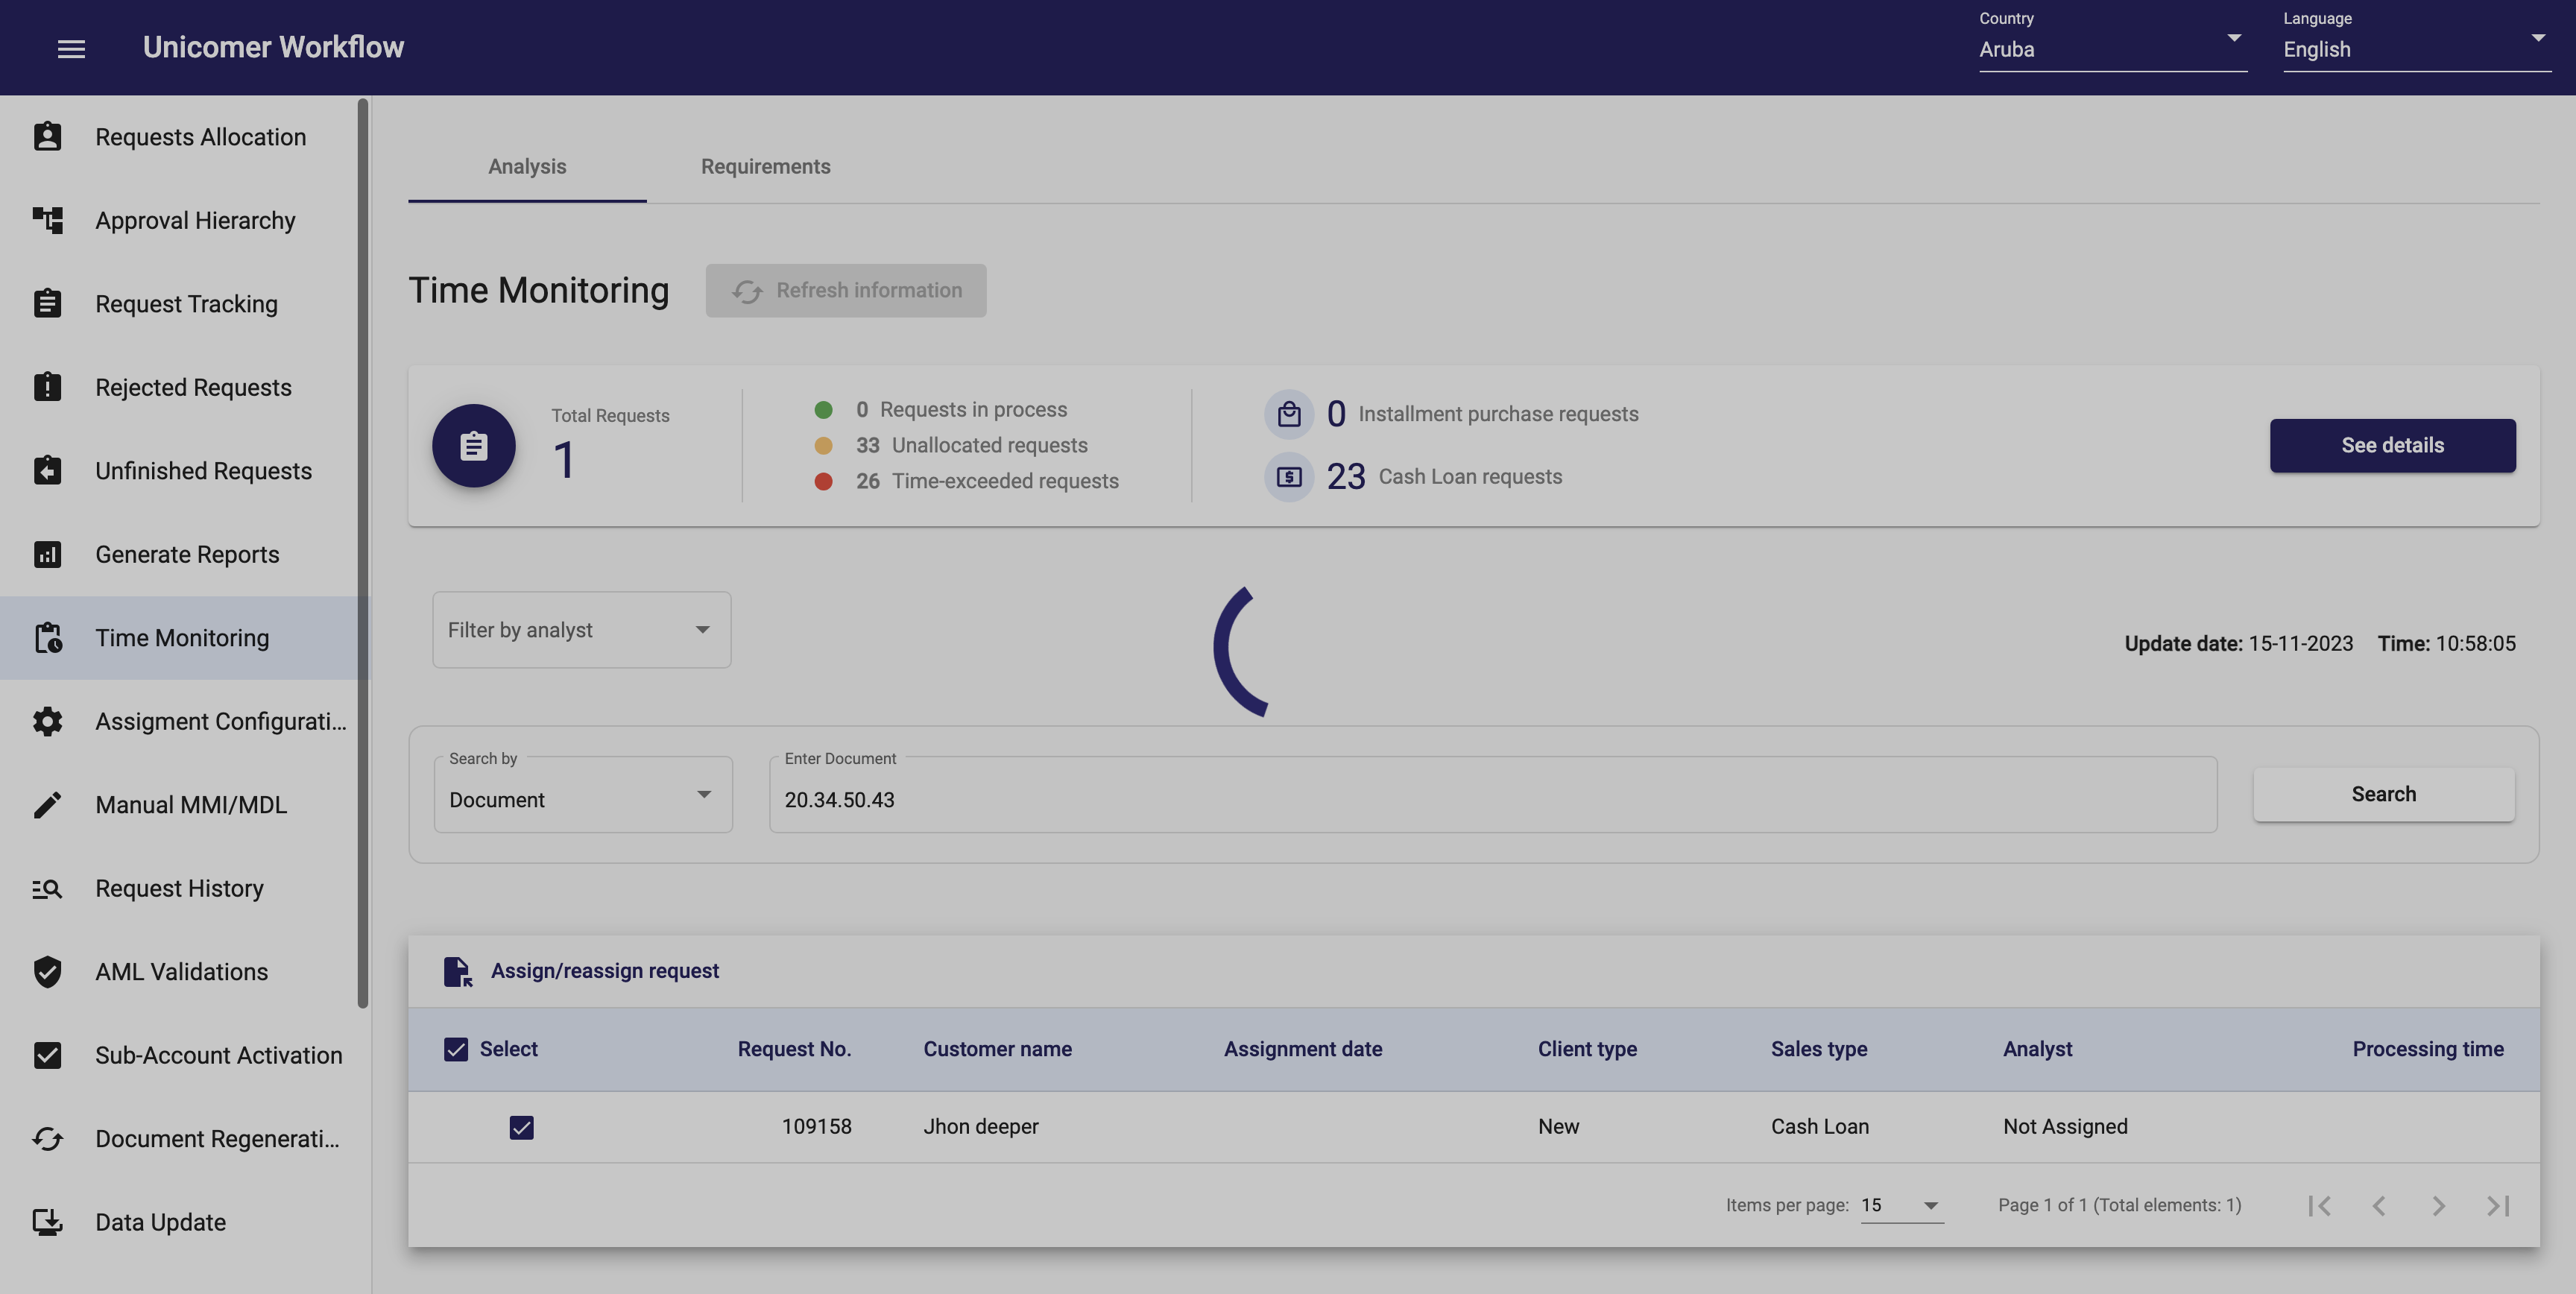 Unicomer Workflow
Country
Aruba
Language
English
Requests Allocation
Approval Hierarchy
Request Tracking
Rejected Requests
Unfinished Requests
Generate Reports
Time Monitoring
Assigment Configurati...
Manual MMI/MDL
Request History
AML Validations
Sub-Account Activation
Document Regenerati...
Data Update
Analysis
Requirements
Time Monitoring
Refresh information
Total Requests
1
0 Requests in process
33 Unallocated requests
26 Time-exceeded requests
0 Installment purchase requests
23 Cash Loan requests
See details
Filter by analyst
Update date: 15-11-2023 Time: 10:58:05
Search by
Document
Enter Document
20.34.50.43
Search
Assign/reassign request
Select Request No. Customer name Assignment date Client type Sales type Analyst Processing time
109158 Jhon deeper New Cash Loan Not Assigned
Items per page: 15 Page 1 of 1 (Total elements: 1)